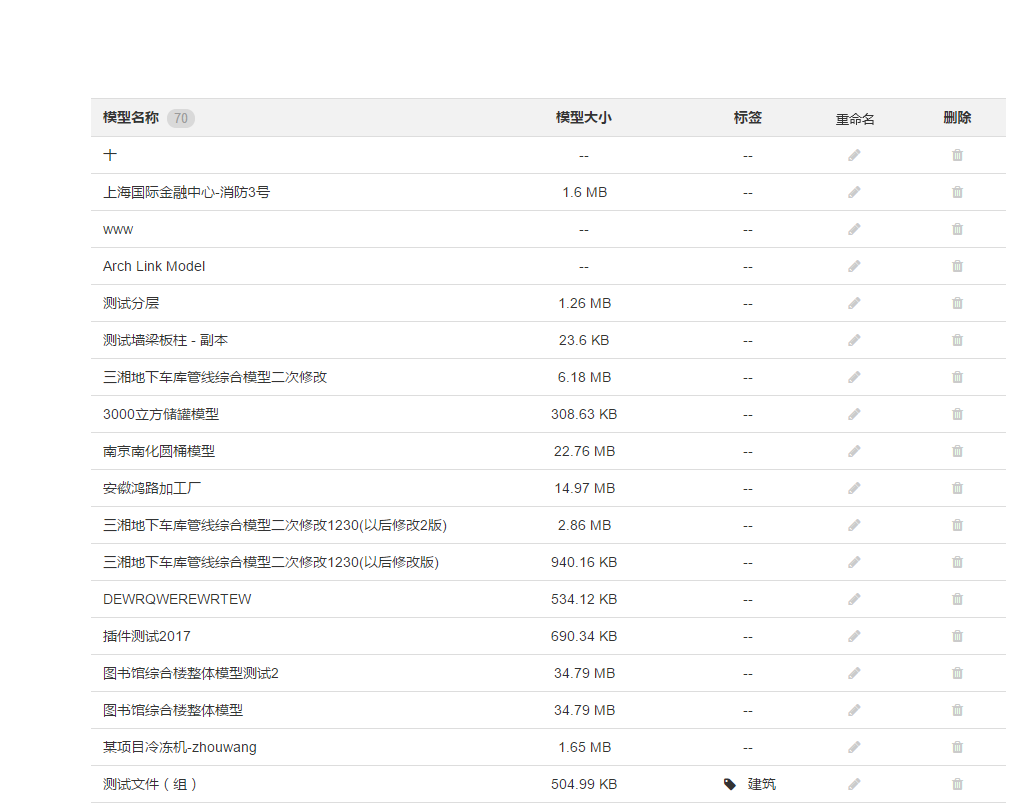 模型名称 70 模型大小 标签 重命名 删除
十 -- --
上海国际金融中心-消防3号 1.6 MB --
www -- --
Arch Link Model -- --
测试分层 1.26 MB --
测试墙梁板柱 - 副本 23.6 KB --
三湘地下车库管线综合模型二次修改 6.18 MB --
3000立方储罐模型 308.63 KB --
南京南化圆桶模型 22.76 MB --
安徽鸿路加工厂 14.97 MB --
三湘地下车库管线综合模型二次修改1230(以后修改2版) 2.86 MB --
三湘地下车库管线综合模型二次修改1230(以后修改版) 940.16 KB --
DEWRQWEREWRTEW 534.12 KB --
插件测试2017 690.34 KB --
图书馆综合楼整体模型测试2 34.79 MB --
图书馆综合楼整体模型 34.79 MB --
某项目冷冻机-zhouwang 1.65 MB --
测试文件（组） 504.99 KB 建筑